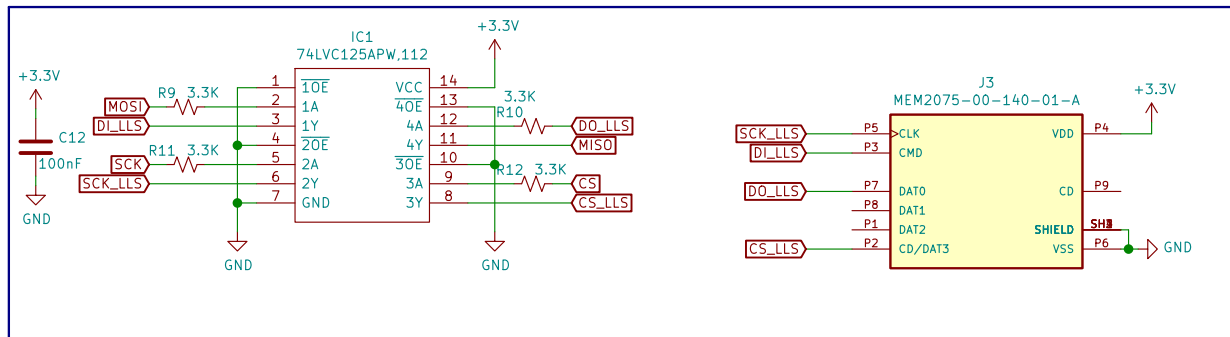 +3.3V
C12
100nF
GND
IC1
74LVC125APW,112
+3.3V
R9 3.3K
MOSI
DI_LLS
R11 3.3K
SCK
SCK_LLS
1 1OE VCC 14
2 1A 4OE 13
3 1Y 4A 12
4 2OE 4Y 11
5 2A 3OE 10
6 2Y 3A 9
7 GND 3Y 8
3.3K
R10
DO_LLS
MISO
R12 3.3K
CS
CS_LLS
GND
GND
J3
MEM2075-00-140-01-A
+3.3V
SCK_LLS P5 CLK VDD P4
DI_LLS P3 CMD
DO_LLS P7 DAT0 CD P9
P8 DAT1
P1 DAT2 SHIELD
CS_LLS P2 CD/DAT3 VSS P6 GND